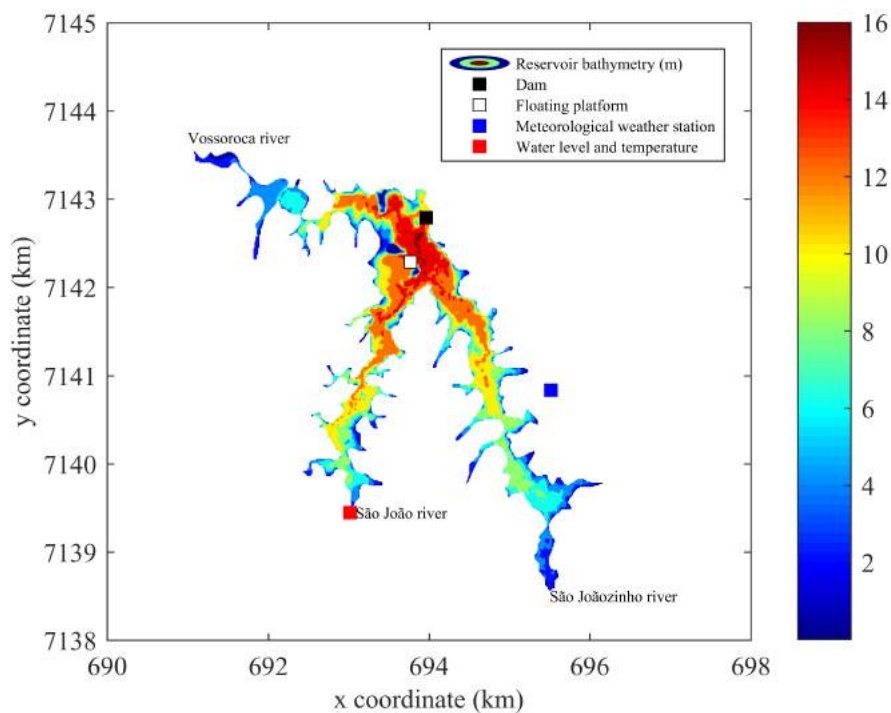 7145
7144
7143
7142
7141
7140
7139
7138
y coordinate (km)
690
692
694
696
698
x coordinate (km)
Reservoir bathymetry (m)
Dam
Floating platform
Meteorological weather station
Water level and temperature
Vossoroca river
São João river
São Joãozinho river
16
14
12
10
8
6
4
2